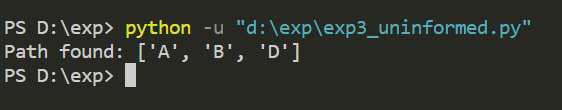 PS D:\exp> python -u "d:\exp\exp3_uninformed.py"
Path found: ['A', 'B', 'D']
PS D:\exp>